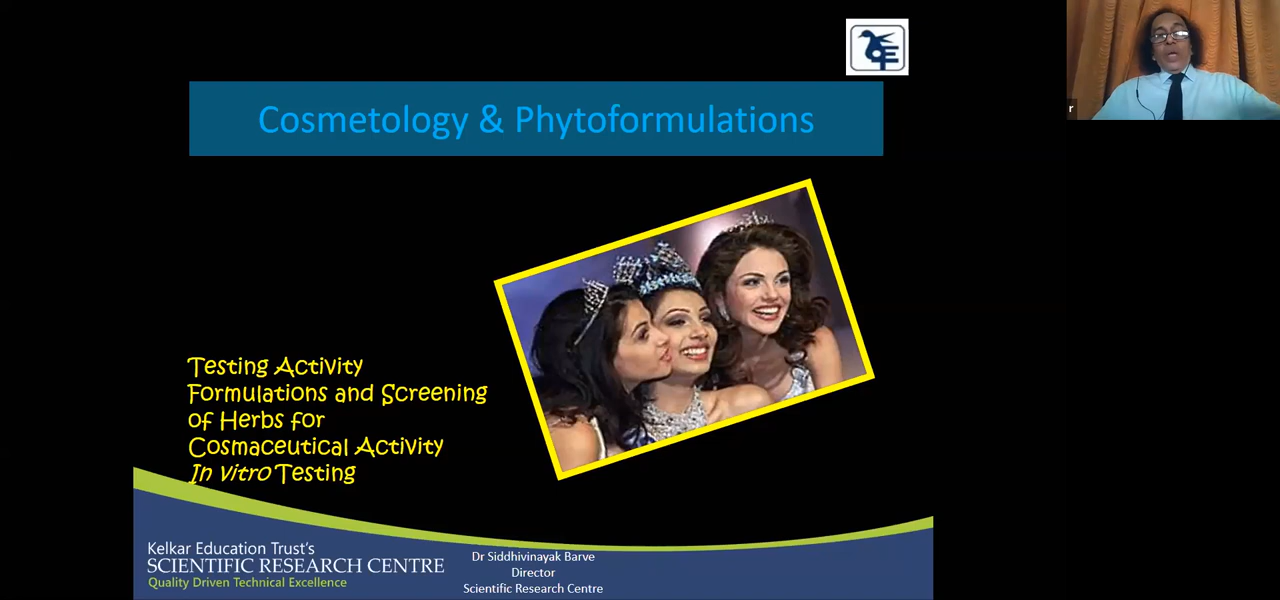 Cosmetology & Phytoformulations
Testing Activity
Formulations and Screening
of Herbs for
Cosmaceutical Activity
In vitro Testing
Kelkar Education Trust's
SCIENTIFIC RESEARCH CENTRE
Quality Driven Technical Excellence
Dr Siddhivinayak Barve
Director
Scientific Research Centre
r